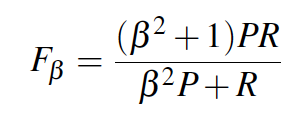 F_β = (β² + 1)PR / β²P + R